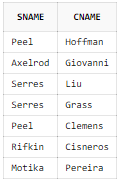 SNAME CNAME
Peel Hoffman
Axelrod Giovanni
Serres Liu
Serres Grass
Peel Clemens
Rifkin Cisneros
Motika Pereira